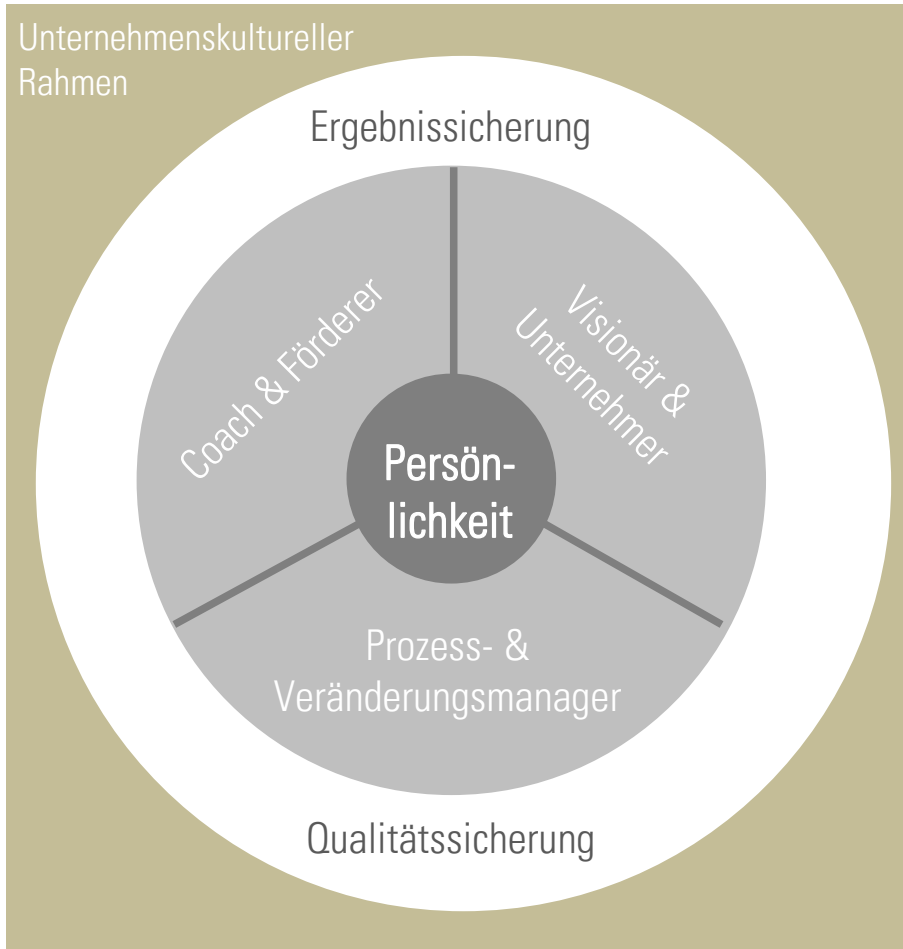 Unternehmenskultureller
Rahmen
Ergebnissicherung
Coach & Förderer
Visionär &
Unternehmer
Persön-
lichkeit
Prozess- &
Veränderungsmanager
Qualitätssicherung